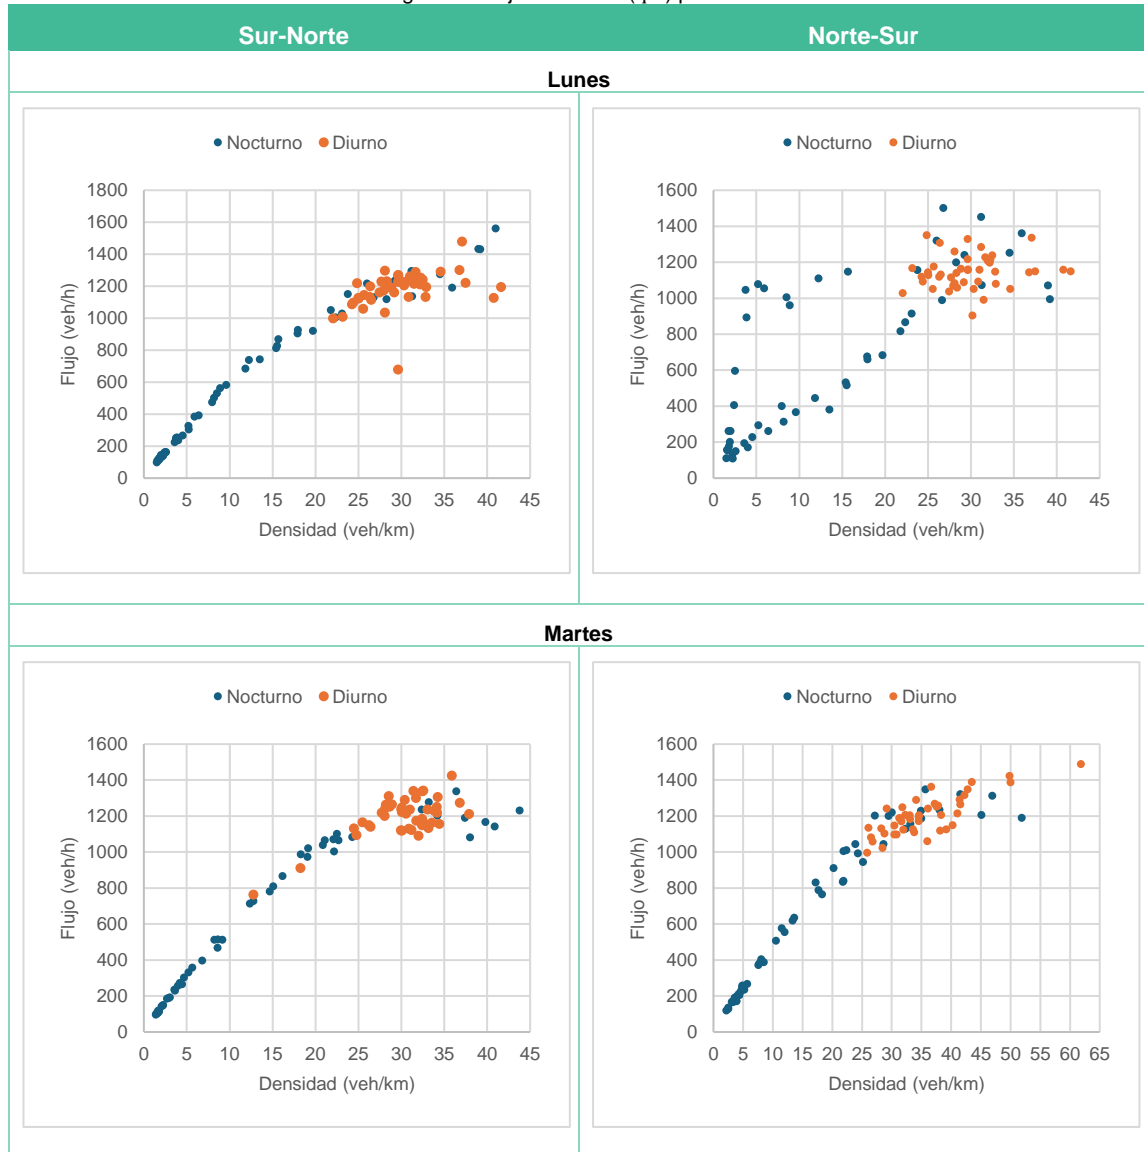 Sur-Norte
Norte-Sur
Lunes
Nocturno Diurno
1800
1600
1400
1200
1000
800
600
400
200
0
Flujo (veh/h)
0 5 10 15 20 25 30 35 40 45
Densidad (veh/km)
Nocturno Diurno
1600
1400
1200
1000
800
600
400
200
0
Flujo (veh/h)
0 5 10 15 20 25 30 35 40 45
Densidad (veh/km)
Martes
Nocturno Diurno
1600
1400
1200
1000
800
600
400
200
0
Flujo (veh/h)
0 5 10 15 20 25 30 35 40 45
Densidad (veh/km)
Nocturno Diurno
1600
1400
1200
1000
800
600
400
200
0
Flujo (veh/h)
0 5 10 15 20 25 30 35 40 45 50 55 60 65
Densidad (veh/km)